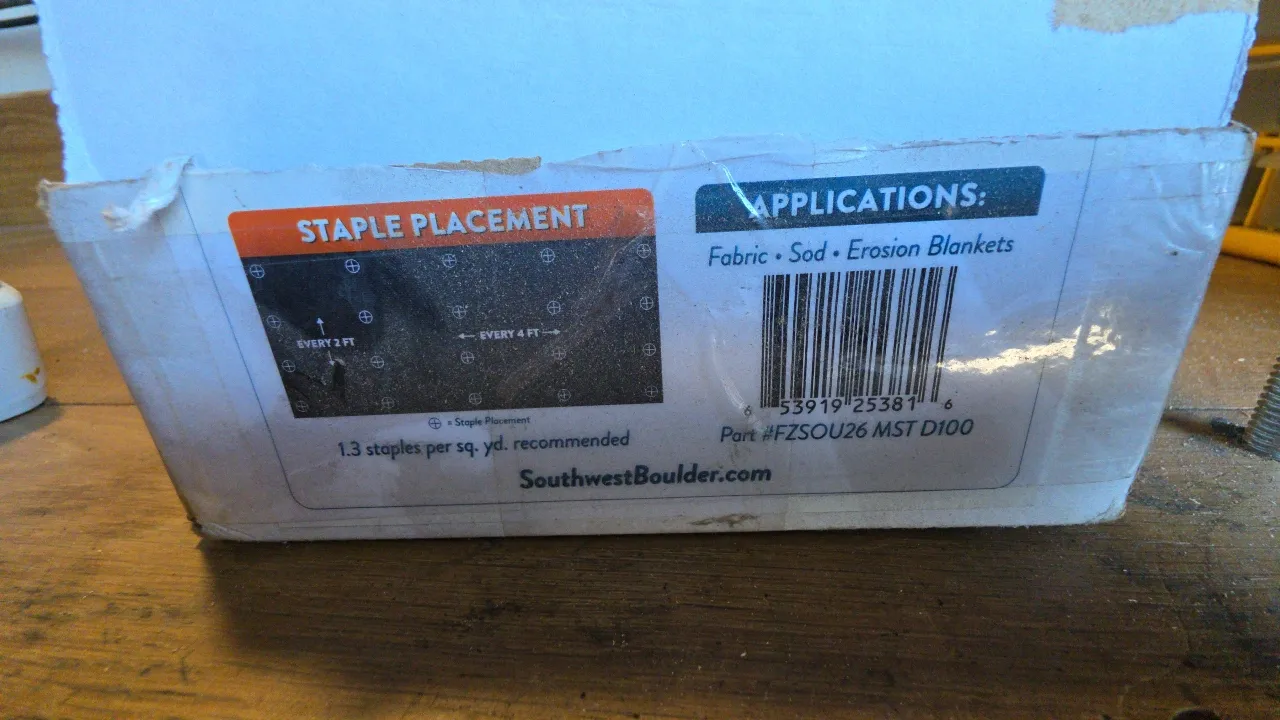 STAPLE PLACEMENT
EVERY 2 FT
EVERY 4 FT
= Staple Placement
1.3 staples per sq. yd. recommended
APPLICATIONS:
Fabric • Sod • Erosion Blankets
6 53919 25381 6
Part #FZSOU26 MST D100
SouthwestBoulder.com